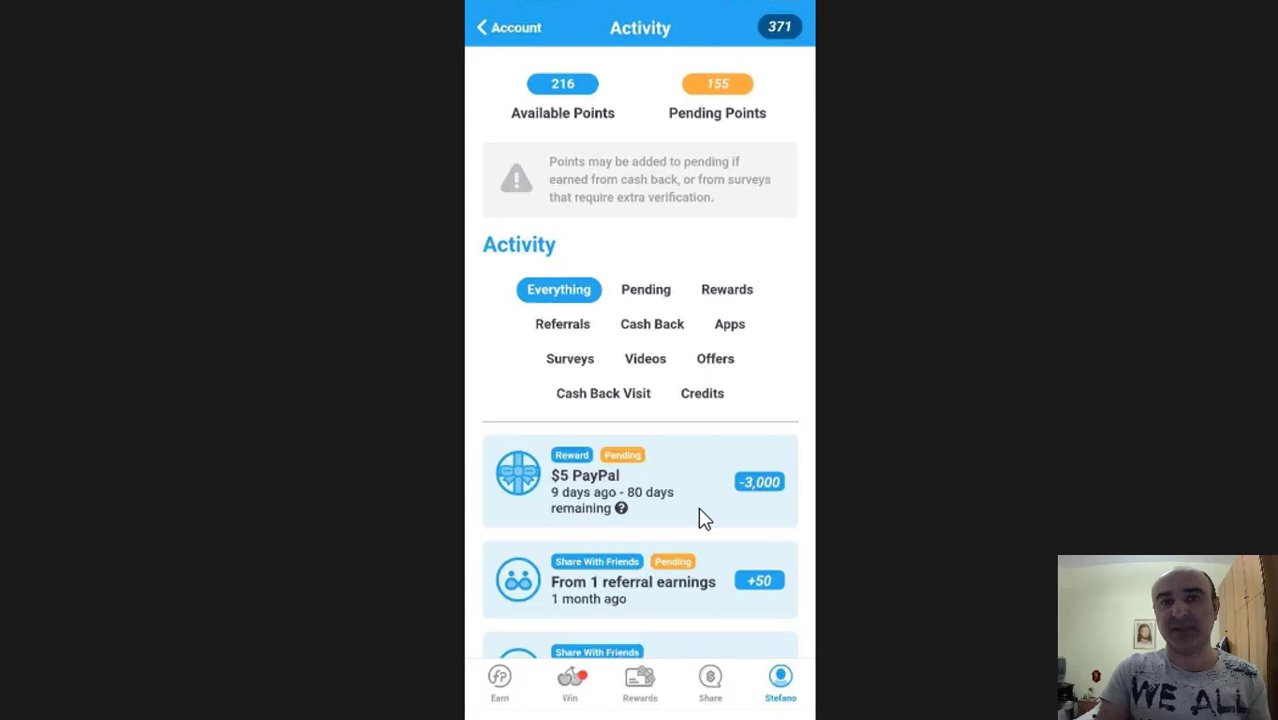 Account
Activity
371
216
155
Available Points
Pending Points
Points may be added to pending if
earned from cash back, or from surveys
that require extra verification.
Activity
Everything
Pending
Rewards
Referrals
Cash Back
Apps
Surveys
Videos
Offers
Cash Back Visit
Credits
Reward
Pending
$5 PayPal
9 days ago - 80 days
remaining
-3,000
Share With Friends
Pending
From 1 referral earnings
+50
1 month ago
Share With Friends
fP
Earn
Win
Rewards
Share
Stefano
WE ALL